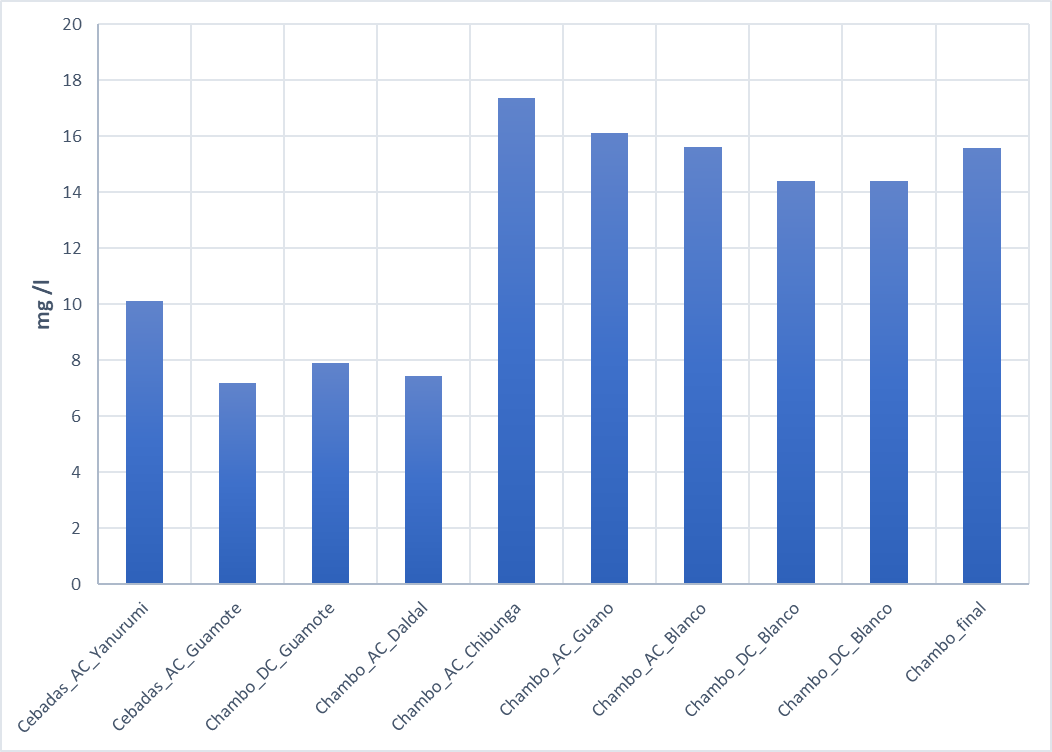 20
18
16
14
12
10
8
6
4
2
0
mg /l
Cebadas_AC_Yanurumi
Cebadas_AC_Guamote
Chambo_DC_Guamote
Chambo_AC_Daldal
Chambo_AC_Chibunga
Chambo_AC_Guano
Chambo_AC_Blanco
Chambo_DC_Blanco
Chambo_DC_Blanco
Chambo_final